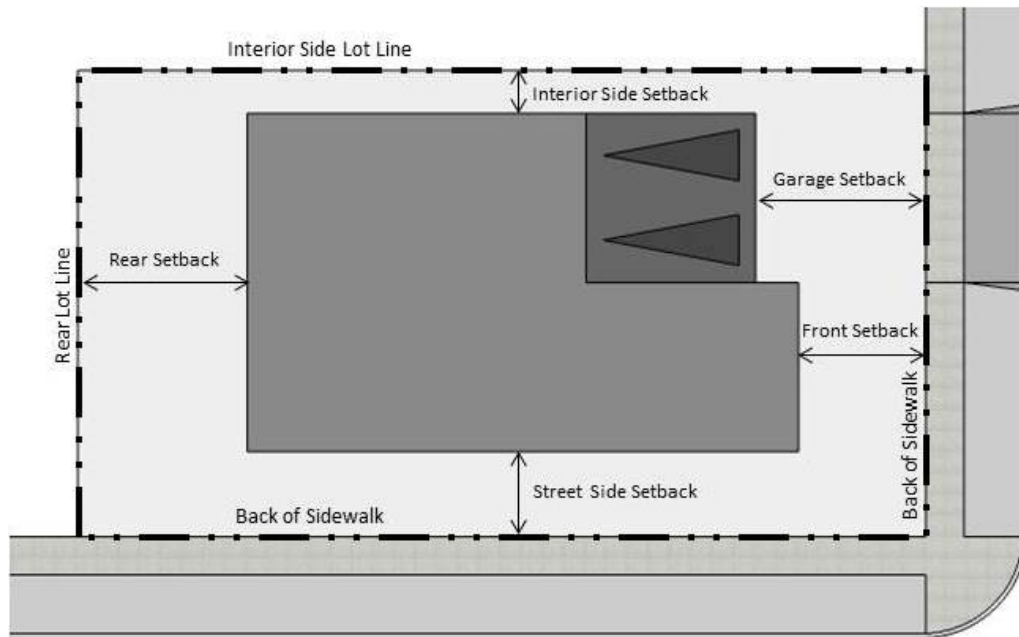 Interior Side Lot Line
Interior Side Setback
Garage Setback
Rear Setback
Rear Lot Line
Front Setback
Back of Sidewalk
Street Side Setback
Back of Sidewalk